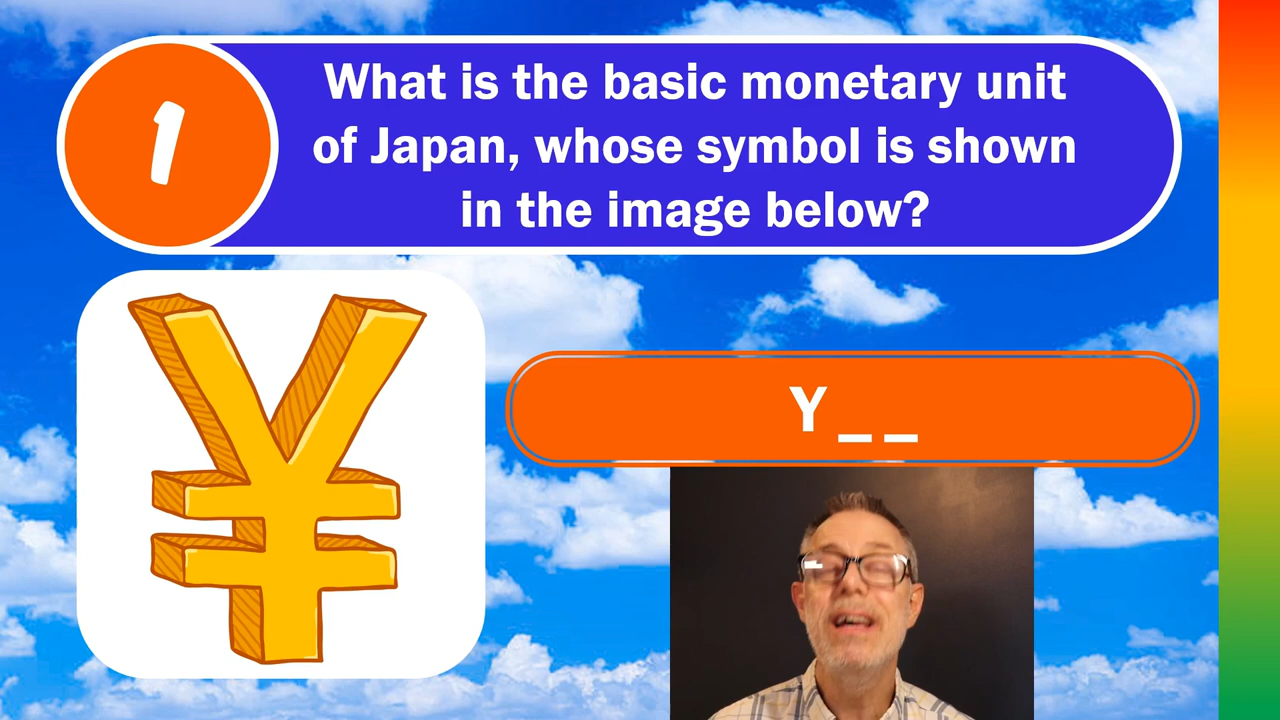 1
What is the basic monetary unit
of Japan, whose symbol is shown
in the image below?
¥
Y_ _